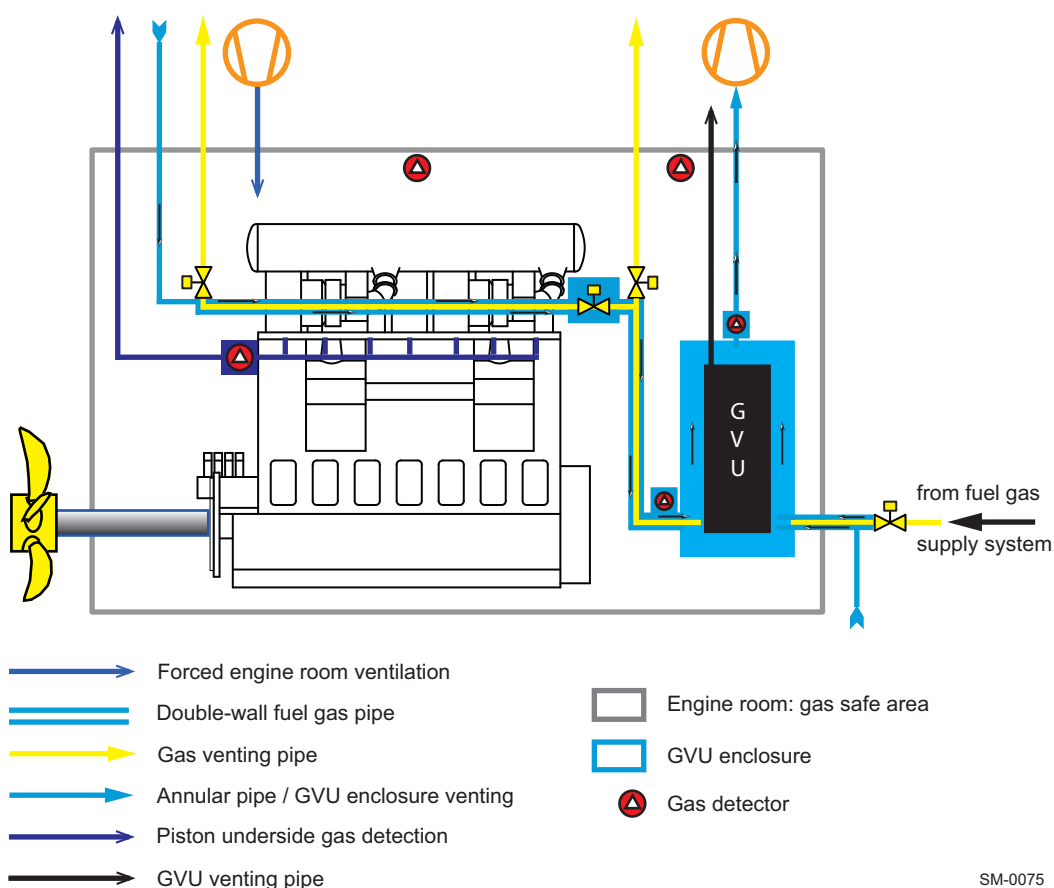 G
V
U
from fuel gas
supply system
Forced engine room ventilation
Double-wall fuel gas pipe
Gas venting pipe
Annular pipe / GVU enclosure venting
Piston underside gas detection
GVU venting pipe
Engine room: gas safe area
GVU enclosure
Gas detector
SM-0075